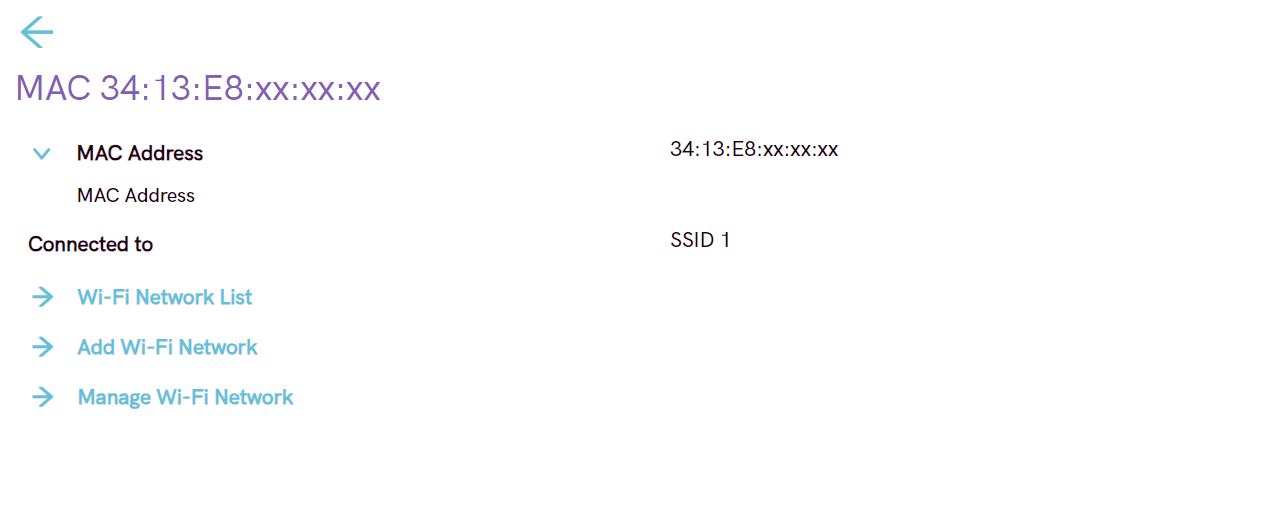 MAC 34:13:E8:xx:xx:xx
MAC Address 34:13:E8:xx:xx:xx
MAC Address
Connected to SSID 1
Wi-Fi Network List
Add Wi-Fi Network
Manage Wi-Fi Network